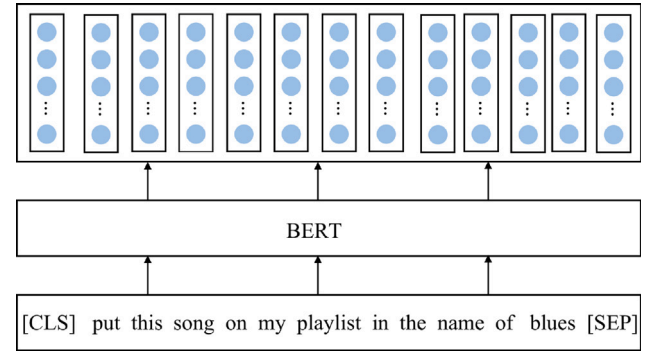 BERT
[CLS] put this song on my playlist in the name of blues [SEP]